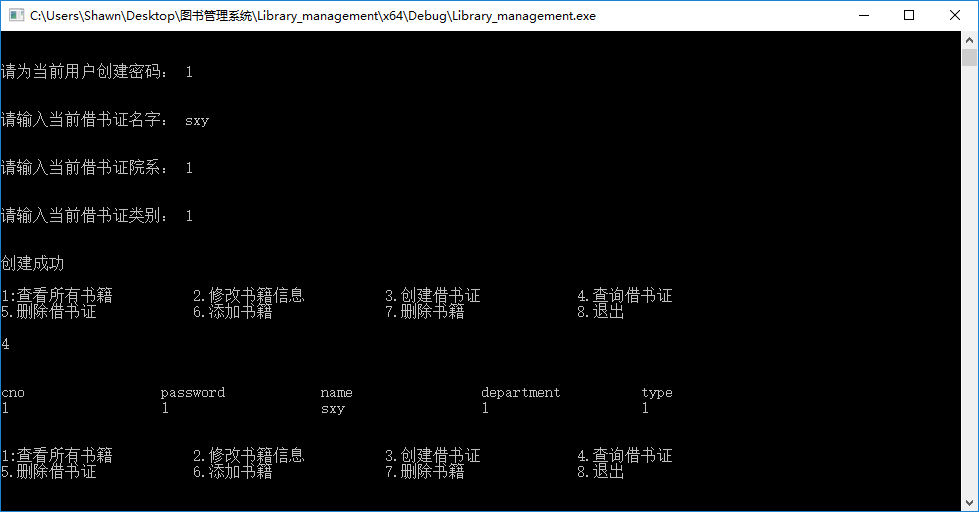 C:\Users\Shawn\Desktop\图书管理系统\Library_management\x64\Debug\Library_management.exe
请为当前用户创建密码： 1
请输入当前借书证名字： sxy
请输入当前借书证院系： 1
请输入当前借书证类别： 1
创建成功
1:查看所有书籍 2.修改书籍信息 3.创建借书证 4.查询借书证
5.删除借书证 6.添加书籍 7.删除书籍 8.退出
4
cno password name department type
1 1 sxy 1 1
1:查看所有书籍 2.修改书籍信息 3.创建借书证 4.查询借书证
5.删除借书证 6.添加书籍 7.删除书籍 8.退出